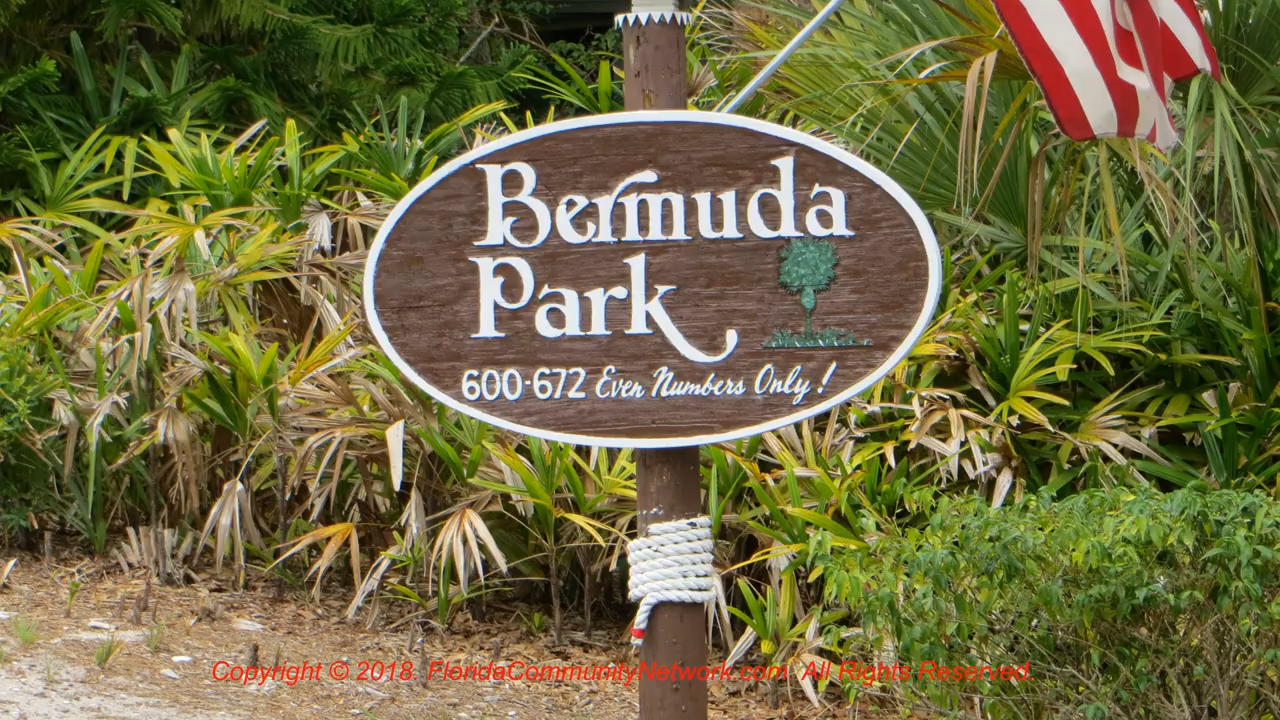 Bermuda
Park
600-672 Even Numbers Only!
Copyright © 2018. FloridaCommunityNetwork.com. All Rights Reserved.